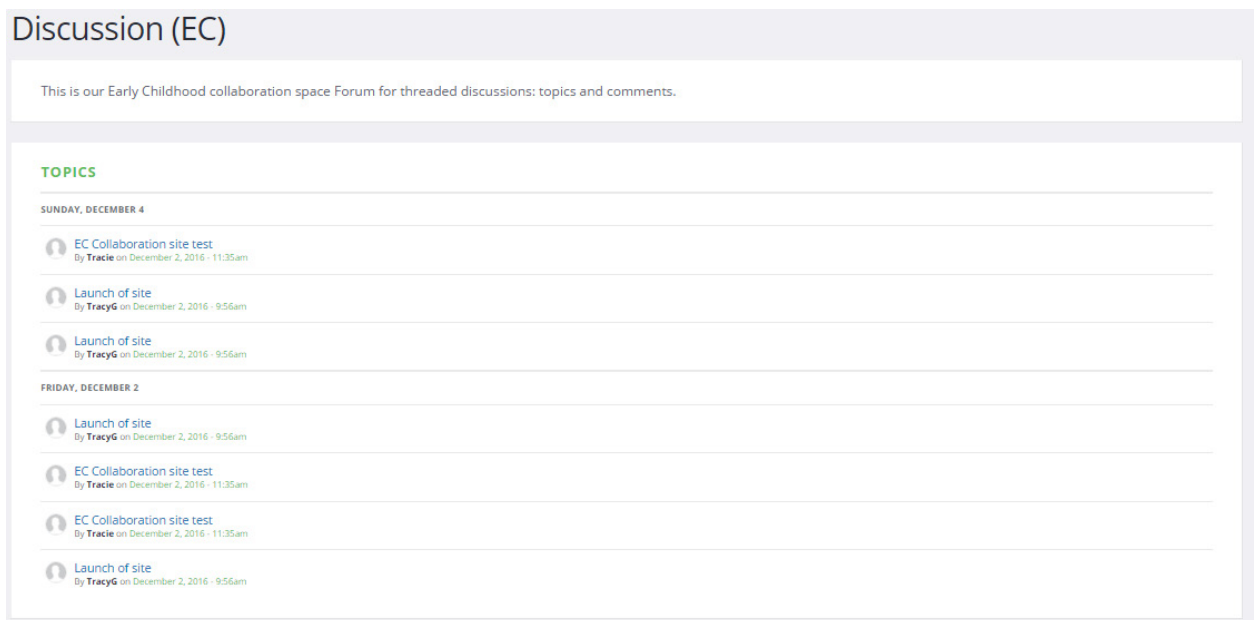 Discussion (EC)
This is our Early Childhood collaboration space Forum for threaded discussions: topics and comments.
TOPICS
SUNDAY, DECEMBER 4
EC Collaboration site test
By Tracie on December 2, 2016 - 11:35am
Launch of site
By TracyG on December 2, 2016 - 9:56am
Launch of site
By TracyG on December 2, 2016 - 9:56am
FRIDAY, DECEMBER 2
Launch of site
By TracyG on December 2, 2016 - 9:56am
EC Collaboration site test
By Tracie on December 2, 2016 - 11:35am
EC Collaboration site test
By Tracie on December 2, 2016 - 11:35am
Launch of site
By TracyG on December 2, 2016 - 9:56am